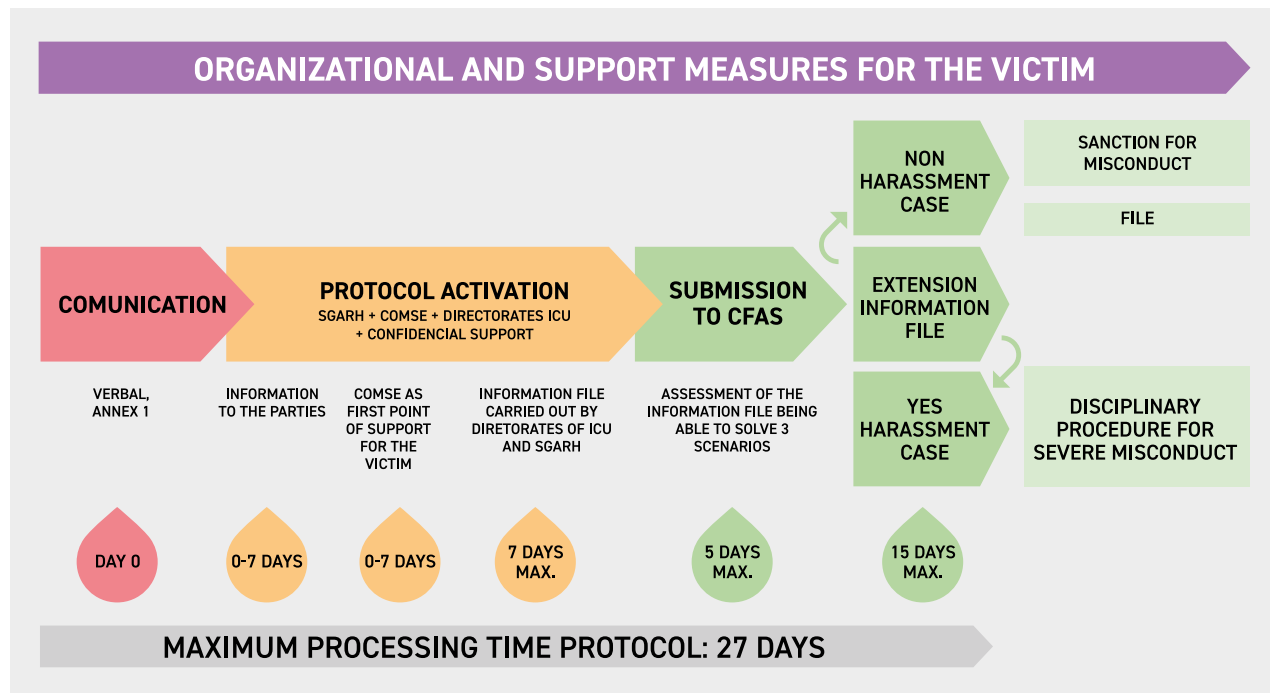 ORGANIZATIONAL AND SUPPORT MEASURES FOR THE VICTIM
COMUNICATION
PROTOCOL ACTIVATION
SGARH + COMSE + DIRECTORATES ICU
+ CONFIDENCIAL SUPPORT
SUBMISSION
TO CFAS
NON
HARASSMENT
CASE
SANCTION FOR
MISCONDUCT
FILE
EXTENSION
INFORMATION
FILE
YES
HARASSMENT
CASE
DISCIPLINARY
PROCEDURE FOR
SEVERE MISCONDUCT
VERBAL,
ANNEX 1
INFORMATION
TO THE PARTIES
COMSE AS
FIRST POINT
OF SUPPORT
FOR THE
VICTIM
INFORMATION FILE
CARRIED OUT BY
DIRETORATES OF ICU
AND SGARH
ASSESSMENT OF THE
INFORMATION FILE BEING
ABLE TO SOLVE 3
SCENARIOS
DAY 0
0-7 DAYS
0-7 DAYS
7 DAYS
MAX.
5 DAYS
MAX.
15 DAYS
MAX.
MAXIMUM PROCESSING TIME PROTOCOL: 27 DAYS